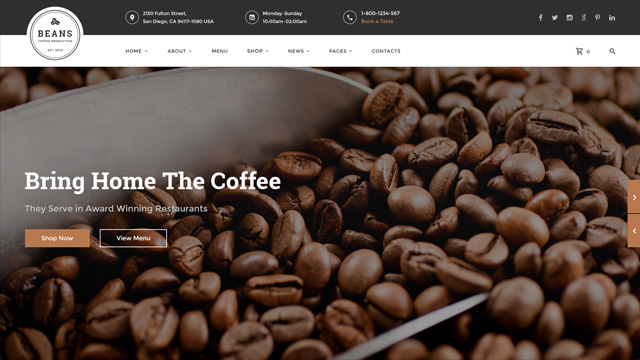 BEANS
COFFEE PRODUCTION
EST. 2010
2130 Fulton Street,
San Diego, CA 94117-1080 USA
Monday-Sunday
10:00am-02:00am
1-800-1234-567
Book a Table
HOME
ABOUT
MENU
SHOP
NEWS
PAGES
CONTACTS
0
Bring Home The Coffee
They Serve in Award Winning Restaurants
Shop Now
View Menu